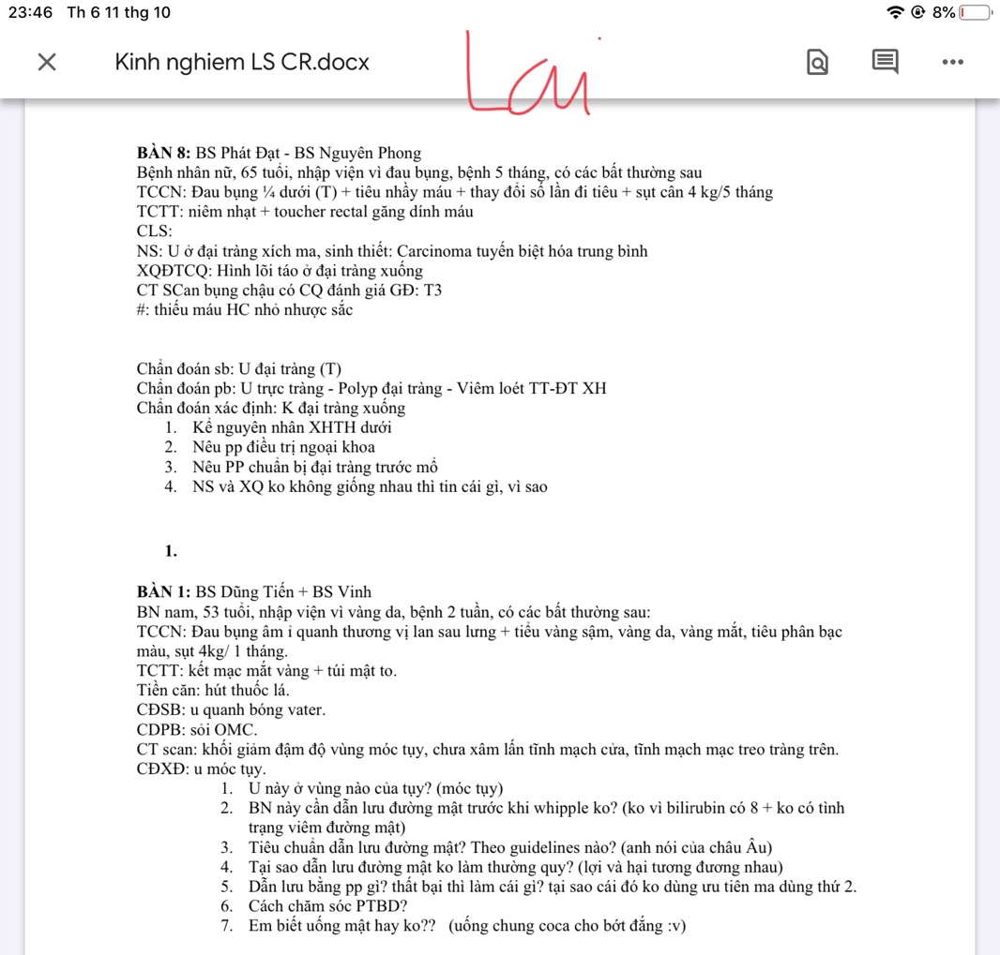 23:46 Th 6 11 thg 10
8%
Kinh nghiem LS CR.docx
Lai
BÀN 8: BS Phát Đạt - BS Nguyên Phong
Bệnh nhân nữ, 65 tuổi, nhập viện vì đau bụng, bệnh 5 tháng, có các bất thường sau
TCCN: Đau bụng ¼ dưới (T) + tiêu nhầy máu + thay đổi số lần đi tiêu + sụt cân 4 kg/5 tháng
TCTT: niêm nhạt + toucher rectal găng dính máu
CLS:
NS: U ở đại tràng xích ma, sinh thiết: Carcinoma tuyến biệt hóa trung bình
XQĐTCQ: Hình lõi táo ở đại tràng xuống
CT SCan bụng chậu có CQ đánh giá GĐ: T3
#: thiếu máu HC nhỏ nhược sắc
Chẩn đoán sb: U đại tràng (T)
Chẩn đoán pb: U trực tràng - Polyp đại tràng - Viêm loét TT-ĐT XH
Chẩn đoán xác định: K đại tràng xuống
1. Kể nguyên nhân XHTH dưới
2. Nêu pp điều trị ngoại khoa
3. Nêu PP chuẩn bị đại tràng trước mổ
4. NS và XQ ko không giống nhau thì tin cái gì, vì sao
1.
BÀN 1: BS Dũng Tiến + BS Vinh
BN nam, 53 tuổi, nhập viện vì vàng da, bệnh 2 tuần, có các bất thường sau:
TCCN: Đau bụng âm ỉ quanh thương vị lan sau lưng + tiểu vàng sậm, vàng da, vàng mắt, tiêu phân bạc
màu, sụt 4kg/ 1 tháng.
TCTT: kết mạc mắt vàng + túi mật to.
Tiền căn: hút thuốc lá.
CĐSB: u quanh bóng vater.
CDPB: sỏi OMC.
CT scan: khối giảm đậm độ vùng móc tụy, chưa xâm lấn tĩnh mạch cửa, tĩnh mạch mạc treo tràng trên.
CĐXĐ: u móc tụy.
1. U này ở vùng nào của tụy? (móc tụy)
2. BN này cần dẫn lưu đường mật trước khi whipple ko? (ko vì bilirubin có 8 + ko có tình
trạng viêm đường mật)
3. Tiêu chuẩn dẫn lưu đường mật? Theo guidelines nào? (anh nói của châu Âu)
4. Tại sao dẫn lưu đường mật ko làm thường quy? (lợi và hại tương đương nhau)
5. Dẫn lưu bằng pp gì? thất bại thì làm cái gì? tại sao cái đó ko dùng ưu tiên ma dùng thứ 2.
6. Cách chăm sóc PTBD?
7. Em biết uống mật hay ko?? (uống chung coca cho bớt đắng :v)